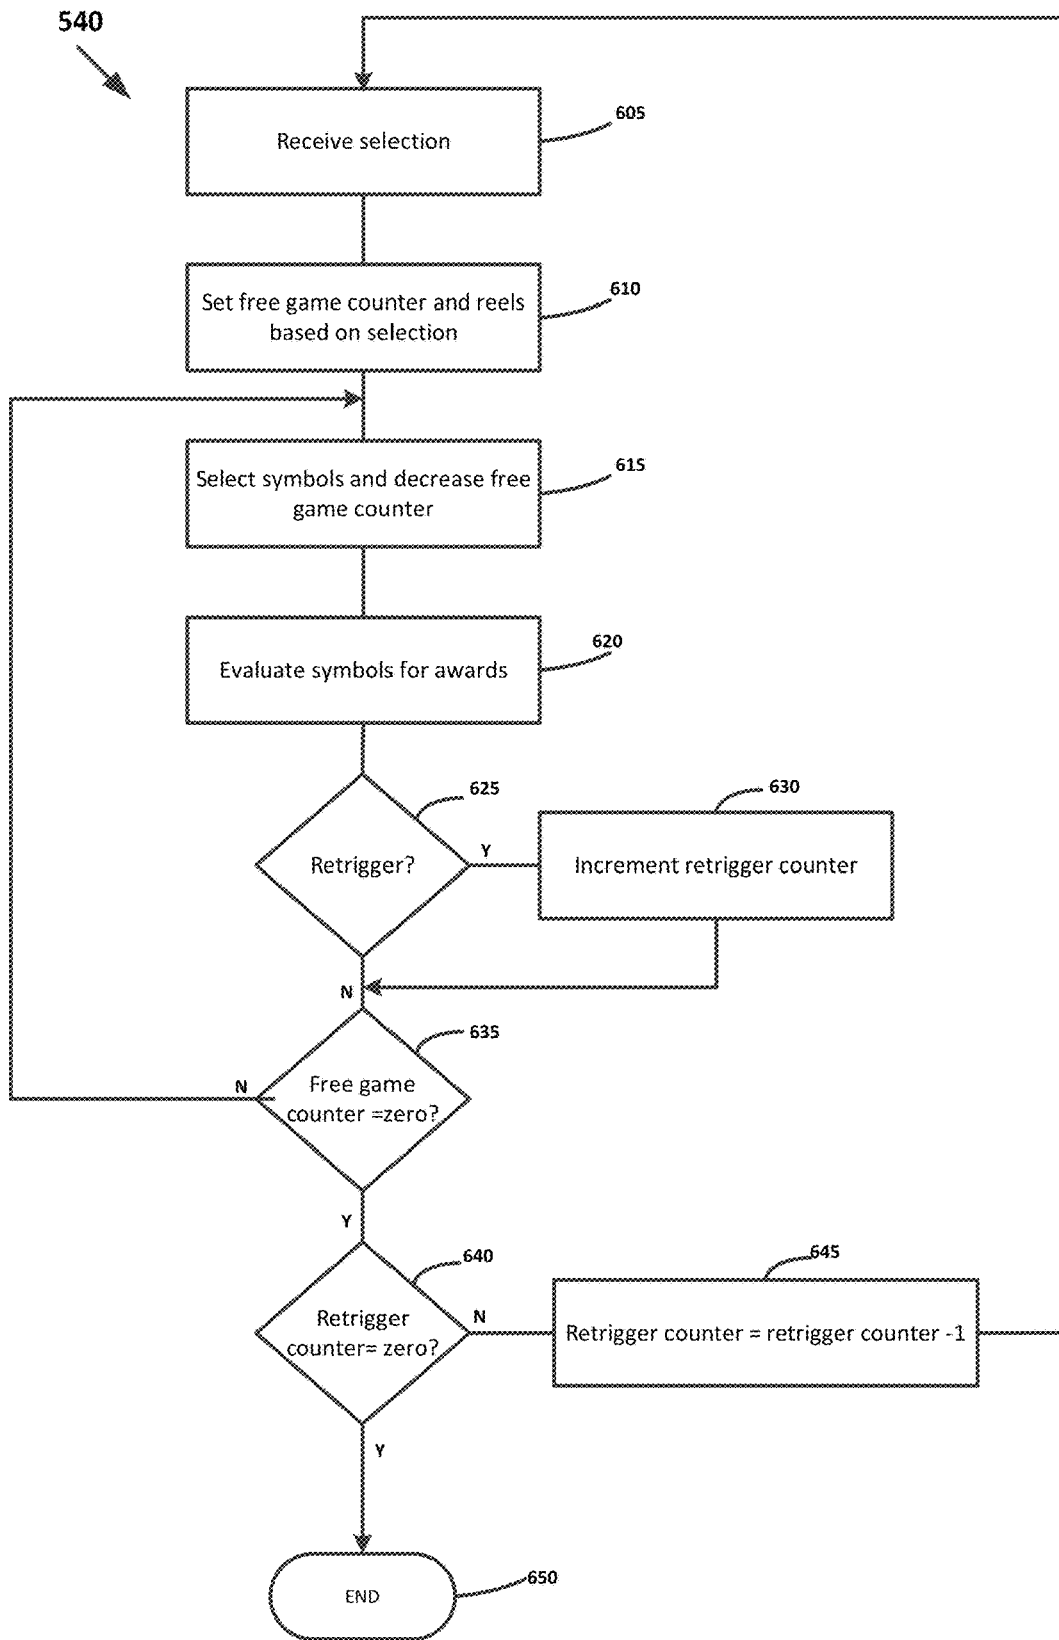 540
Receive selection
605
Set free game counter and reels
based on selection
610
Select symbols and decrease free
game counter
615
Evaluate symbols for awards
620
Retrigger?
625
Y
630
Increment retrigger counter
N
635
Free game
counter =zero?
N
Y
640
Retrigger
counter= zero?
N
645
Retrigger counter = retrigger counter -1
Y
END
650